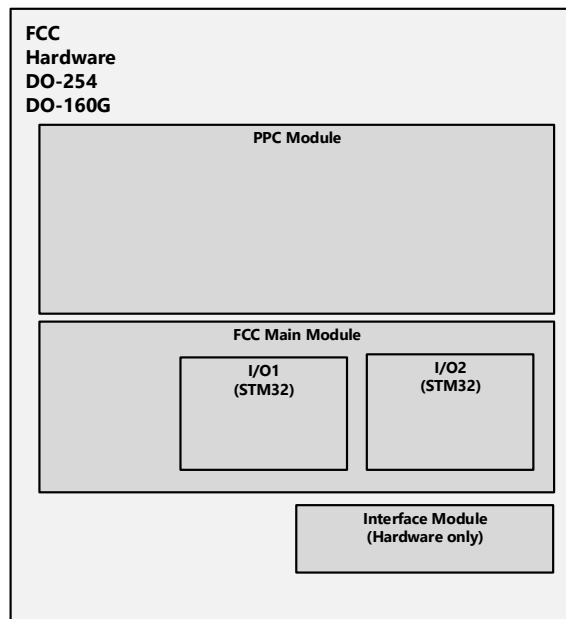 FCC
Hardware
DO-254
DO-160G
PPC Module
FCC Main Module
I/O1
(STM32)
I/O2
(STM32)
Interface Module
(Hardware only)